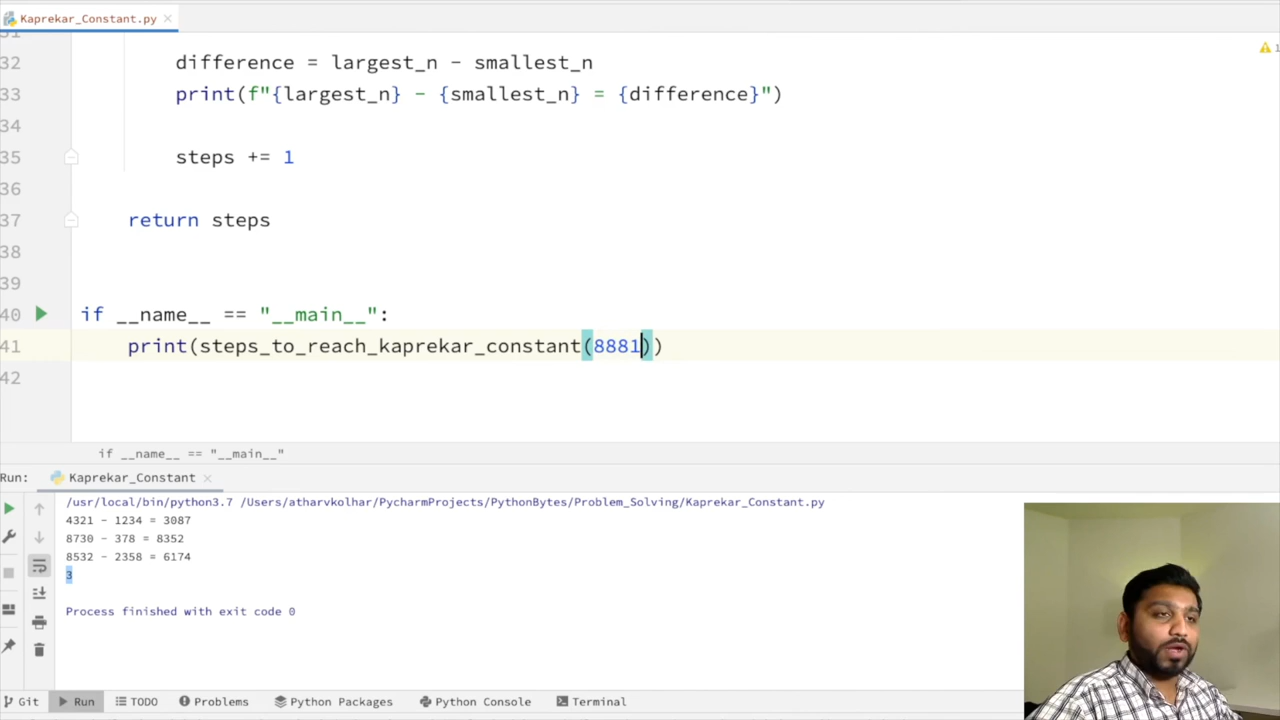 Kaprekar_Constant.py
31
32 difference = largest_n - smallest_n
1
33 print(f"{largest_n} - {smallest_n} = {difference}")
34
35 steps += 1
36
37 return steps
38
39
40 if __name__ == "__main__":
41 print(steps_to_reach_kaprekar_constant(8881))
42
if __name__ == "__main__"
Run: Kaprekar_Constant
/usr/local/bin/python3.7 /Users/atharvkolhar/PycharmProjects/PythonBytes/Problem_Solving/Kaprekar_Constant.py
4321 - 1234 = 3087
8730 - 378 = 8352
8532 - 2358 = 6174
3
Process finished with exit code 0
Git Run TODO Problems Python Packages Python Console Terminal